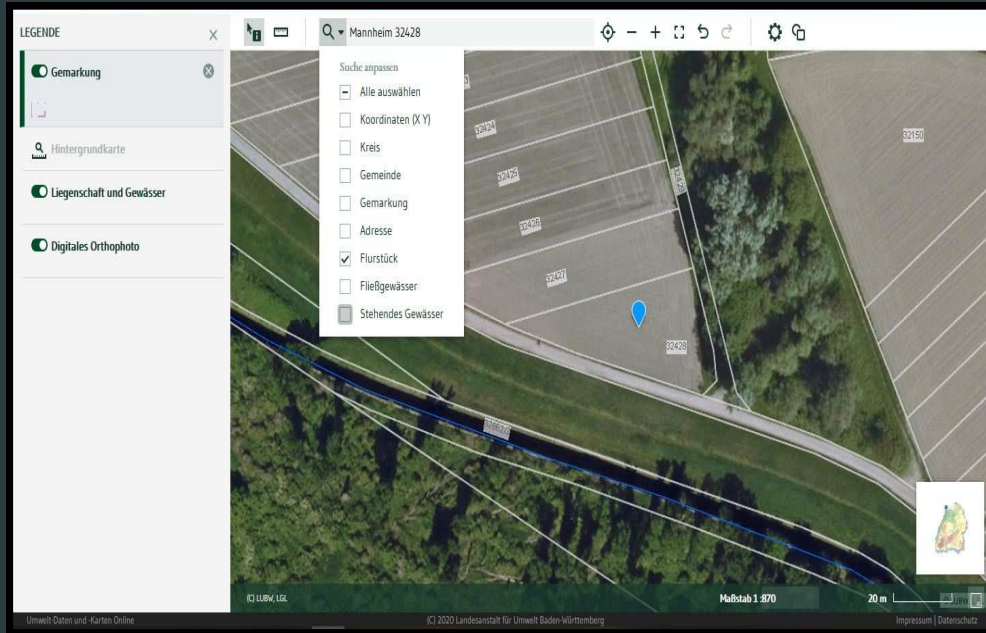 LEGENDE
Gemarkung
Hintergrundkarte
Liegenschaft und Gewässer
Digitales Orthophoto
Mannheim 32428
Suche anpassen
Alle auswählen
Koordinaten (X Y)
Kreis
Gemeinde
Gemarkung
Adresse
Flurstück
Fließgewässer
Stehendes Gewässer
32424
32425
32426
32427
32428
32150
(C) LUBW, LGL
Maßstab 1 :870
20 m
Umwelt-Daten und -Karten Online
(C) 2020 Landesanstalt für Umwelt Baden-Württemberg
Impressum | Datenschutz